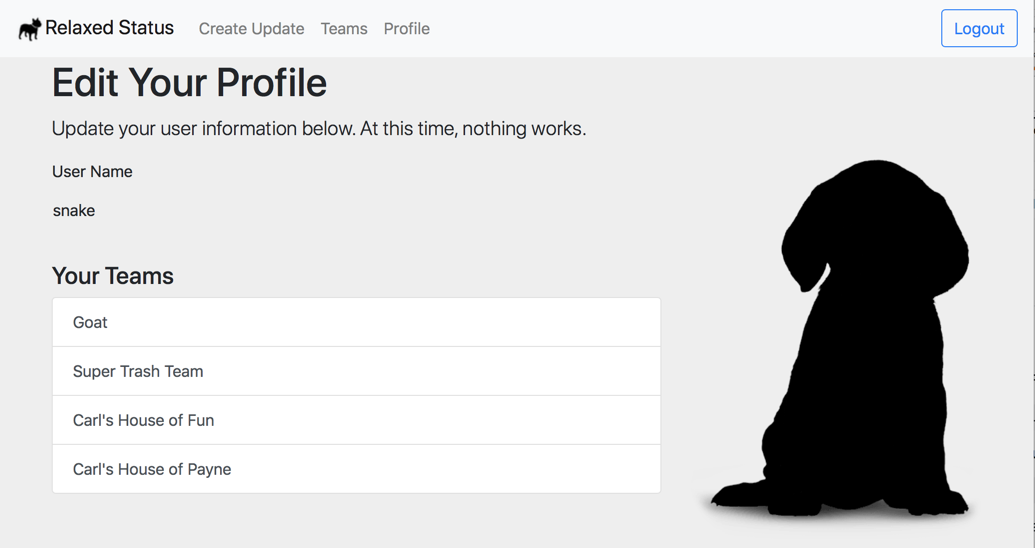 Relaxed Status Create Update Teams Profile Logout
Edit Your Profile
Update your user information below. At this time, nothing works.
User Name
snake
Your Teams
Goat
Super Trash Team
Carl's House of Fun
Carl's House of Payne